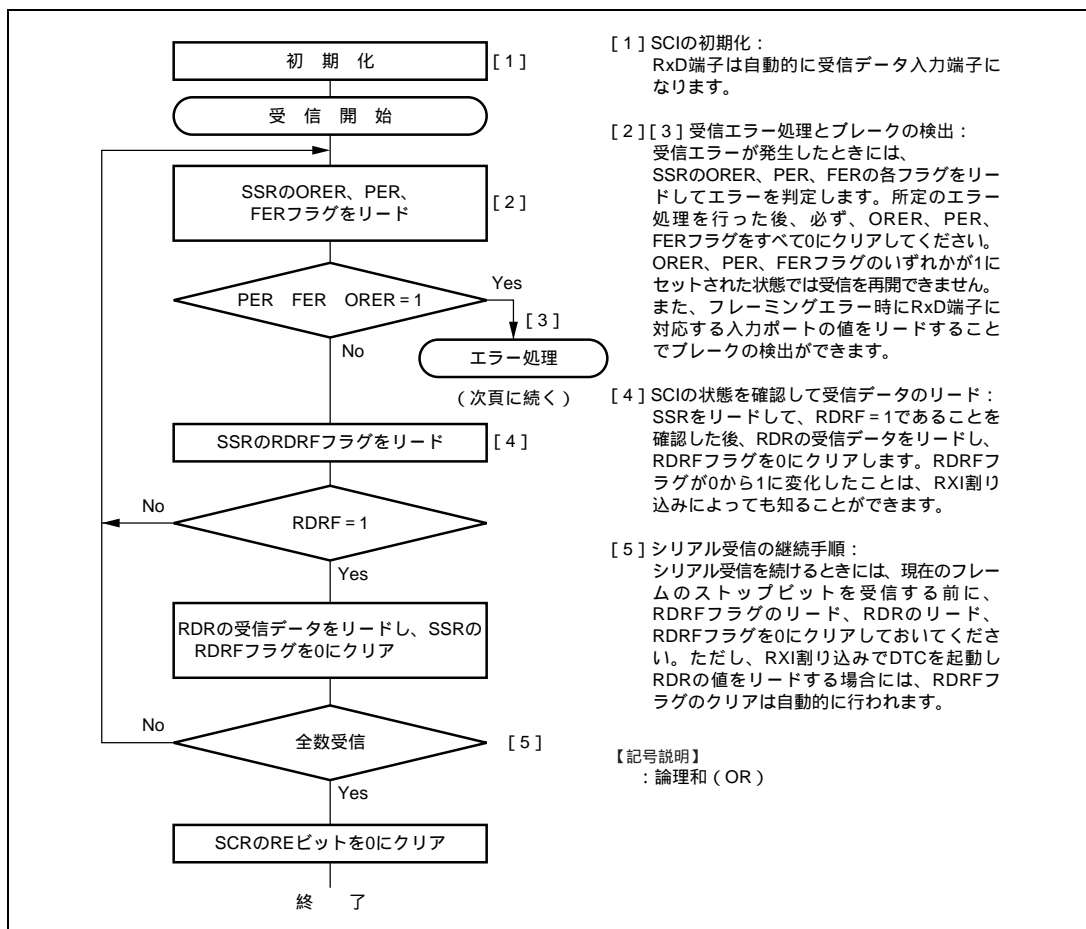 初 期 化
[1]
受 信 開 始
SSRのORER、PER、
FERフラグをリード
[2]
PER FER ORER = 1
Yes
[3]
No
エラー処理
(次頁に続く)
SSRのRDRFフラグをリード
[4]
No
RDRF = 1
Yes
RDRの受信データをリードし、SSRの
RDRFフラグを0にクリア
No
全数受信
[5]
Yes
SCRのREビットを0にクリア
終 了
[1] SCIの初期化:
RxD端子は自動的に受信データ入力端子に
なります。
[2][3] 受信エラー処理とブレークの検出:
受信エラーが発生したときには、
SSRのORER、PER、FERの各フラグをリー
ドしてエラーを判定します。所定のエラー
処理を行った後、必ず、ORER、PER、
FERフラグをすべて0にクリアしてください。
ORER、PER、FERフラグのいずれかが1に
セットされた状態では受信を再開できません。
また、フレーミングエラー時にRxD端子に
対応する入力ポートの値をリードすること
でブレークの検出ができます。
[4] SCIの状態を確認して受信データのリード:
SSRをリードして、RDRF = 1であることを
確認した後、RDRの受信データをリードし、
RDRFフラグを0にクリアします。RDRFフ
ラグが0から1に変化したことは、RXI割り
込みによっても知ることができます。
[5] シリアル受信の継続手順:
シリアル受信を続けるときには、現在のフレー
ムのストップビットを受信する前に、
RDRFフラグのリード、RDRのリード、
RDRFフラグを0にクリアしておいてくださ
い。ただし、RXI割り込みでDTCを起動し
RDRの値をリードする場合には、RDRFフ
ラグのクリアは自動的に行われます。
【記号説明】
:論理和(OR)